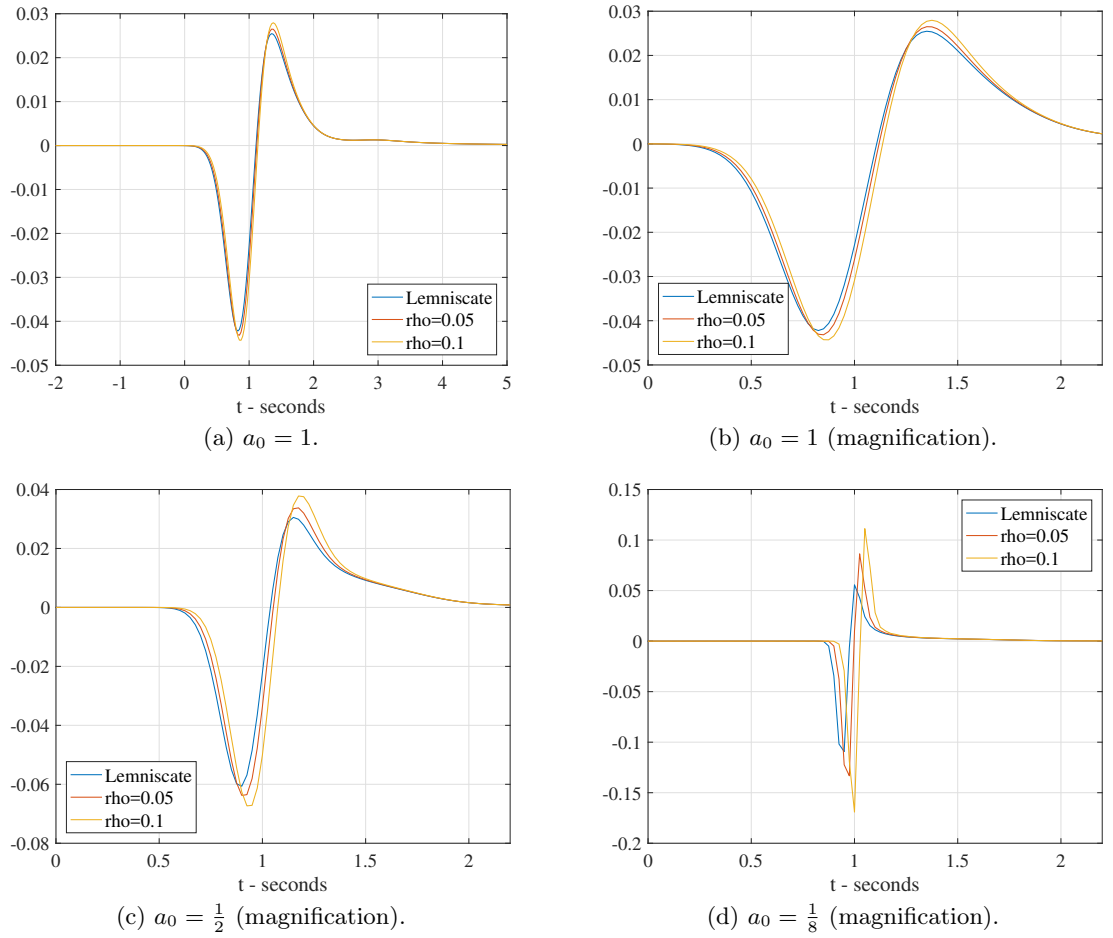 0.03
0.02
0.01
0
-0.01
-0.02
-0.03
-0.04
-0.05
-2 -1 0 1 2 3 4 5
t - seconds
Lemniscate
rho=0.05
rho=0.1
(a) a₀ = 1.
0.03
0.02
0.01
0
-0.01
-0.02
-0.03
-0.04
-0.05
0 0.5 1 1.5 2
t - seconds
Lemniscate
rho=0.05
rho=0.1
(b) a₀ = 1 (magnification).
0.04
0.02
0
-0.02
-0.04
-0.06
-0.08
0 0.5 1 1.5 2
t - seconds
Lemniscate
rho=0.05
rho=0.1
(c) a₀ = 1/2 (magnification).
0.15
0.1
0.05
0
-0.05
-0.1
-0.15
-0.2
0 0.5 1 1.5 2
t - seconds
Lemniscate
rho=0.05
rho=0.1
(d) a₀ = 1/8 (magnification).